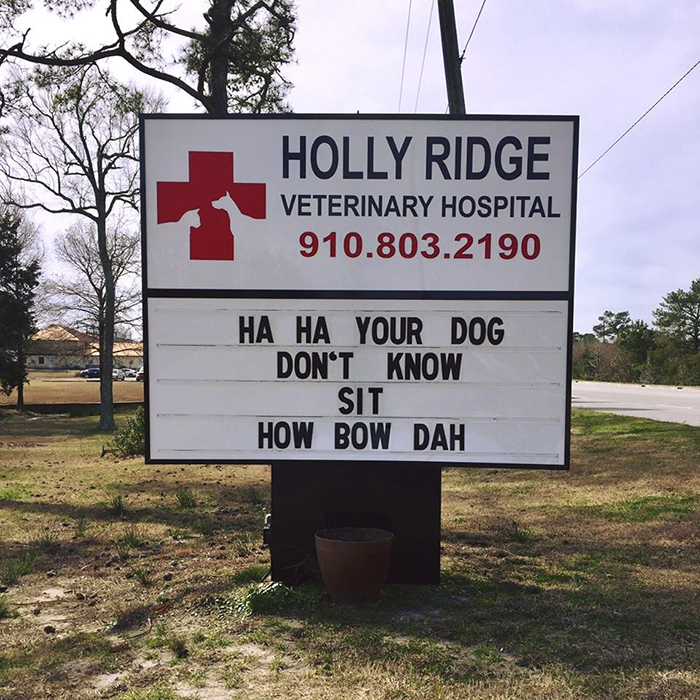 HOLLY RIDGE
VETERINARY HOSPITAL
910.803.2190
HA HA YOUR DOG
DON'T KNOW
SIT
HOW BOW DAH